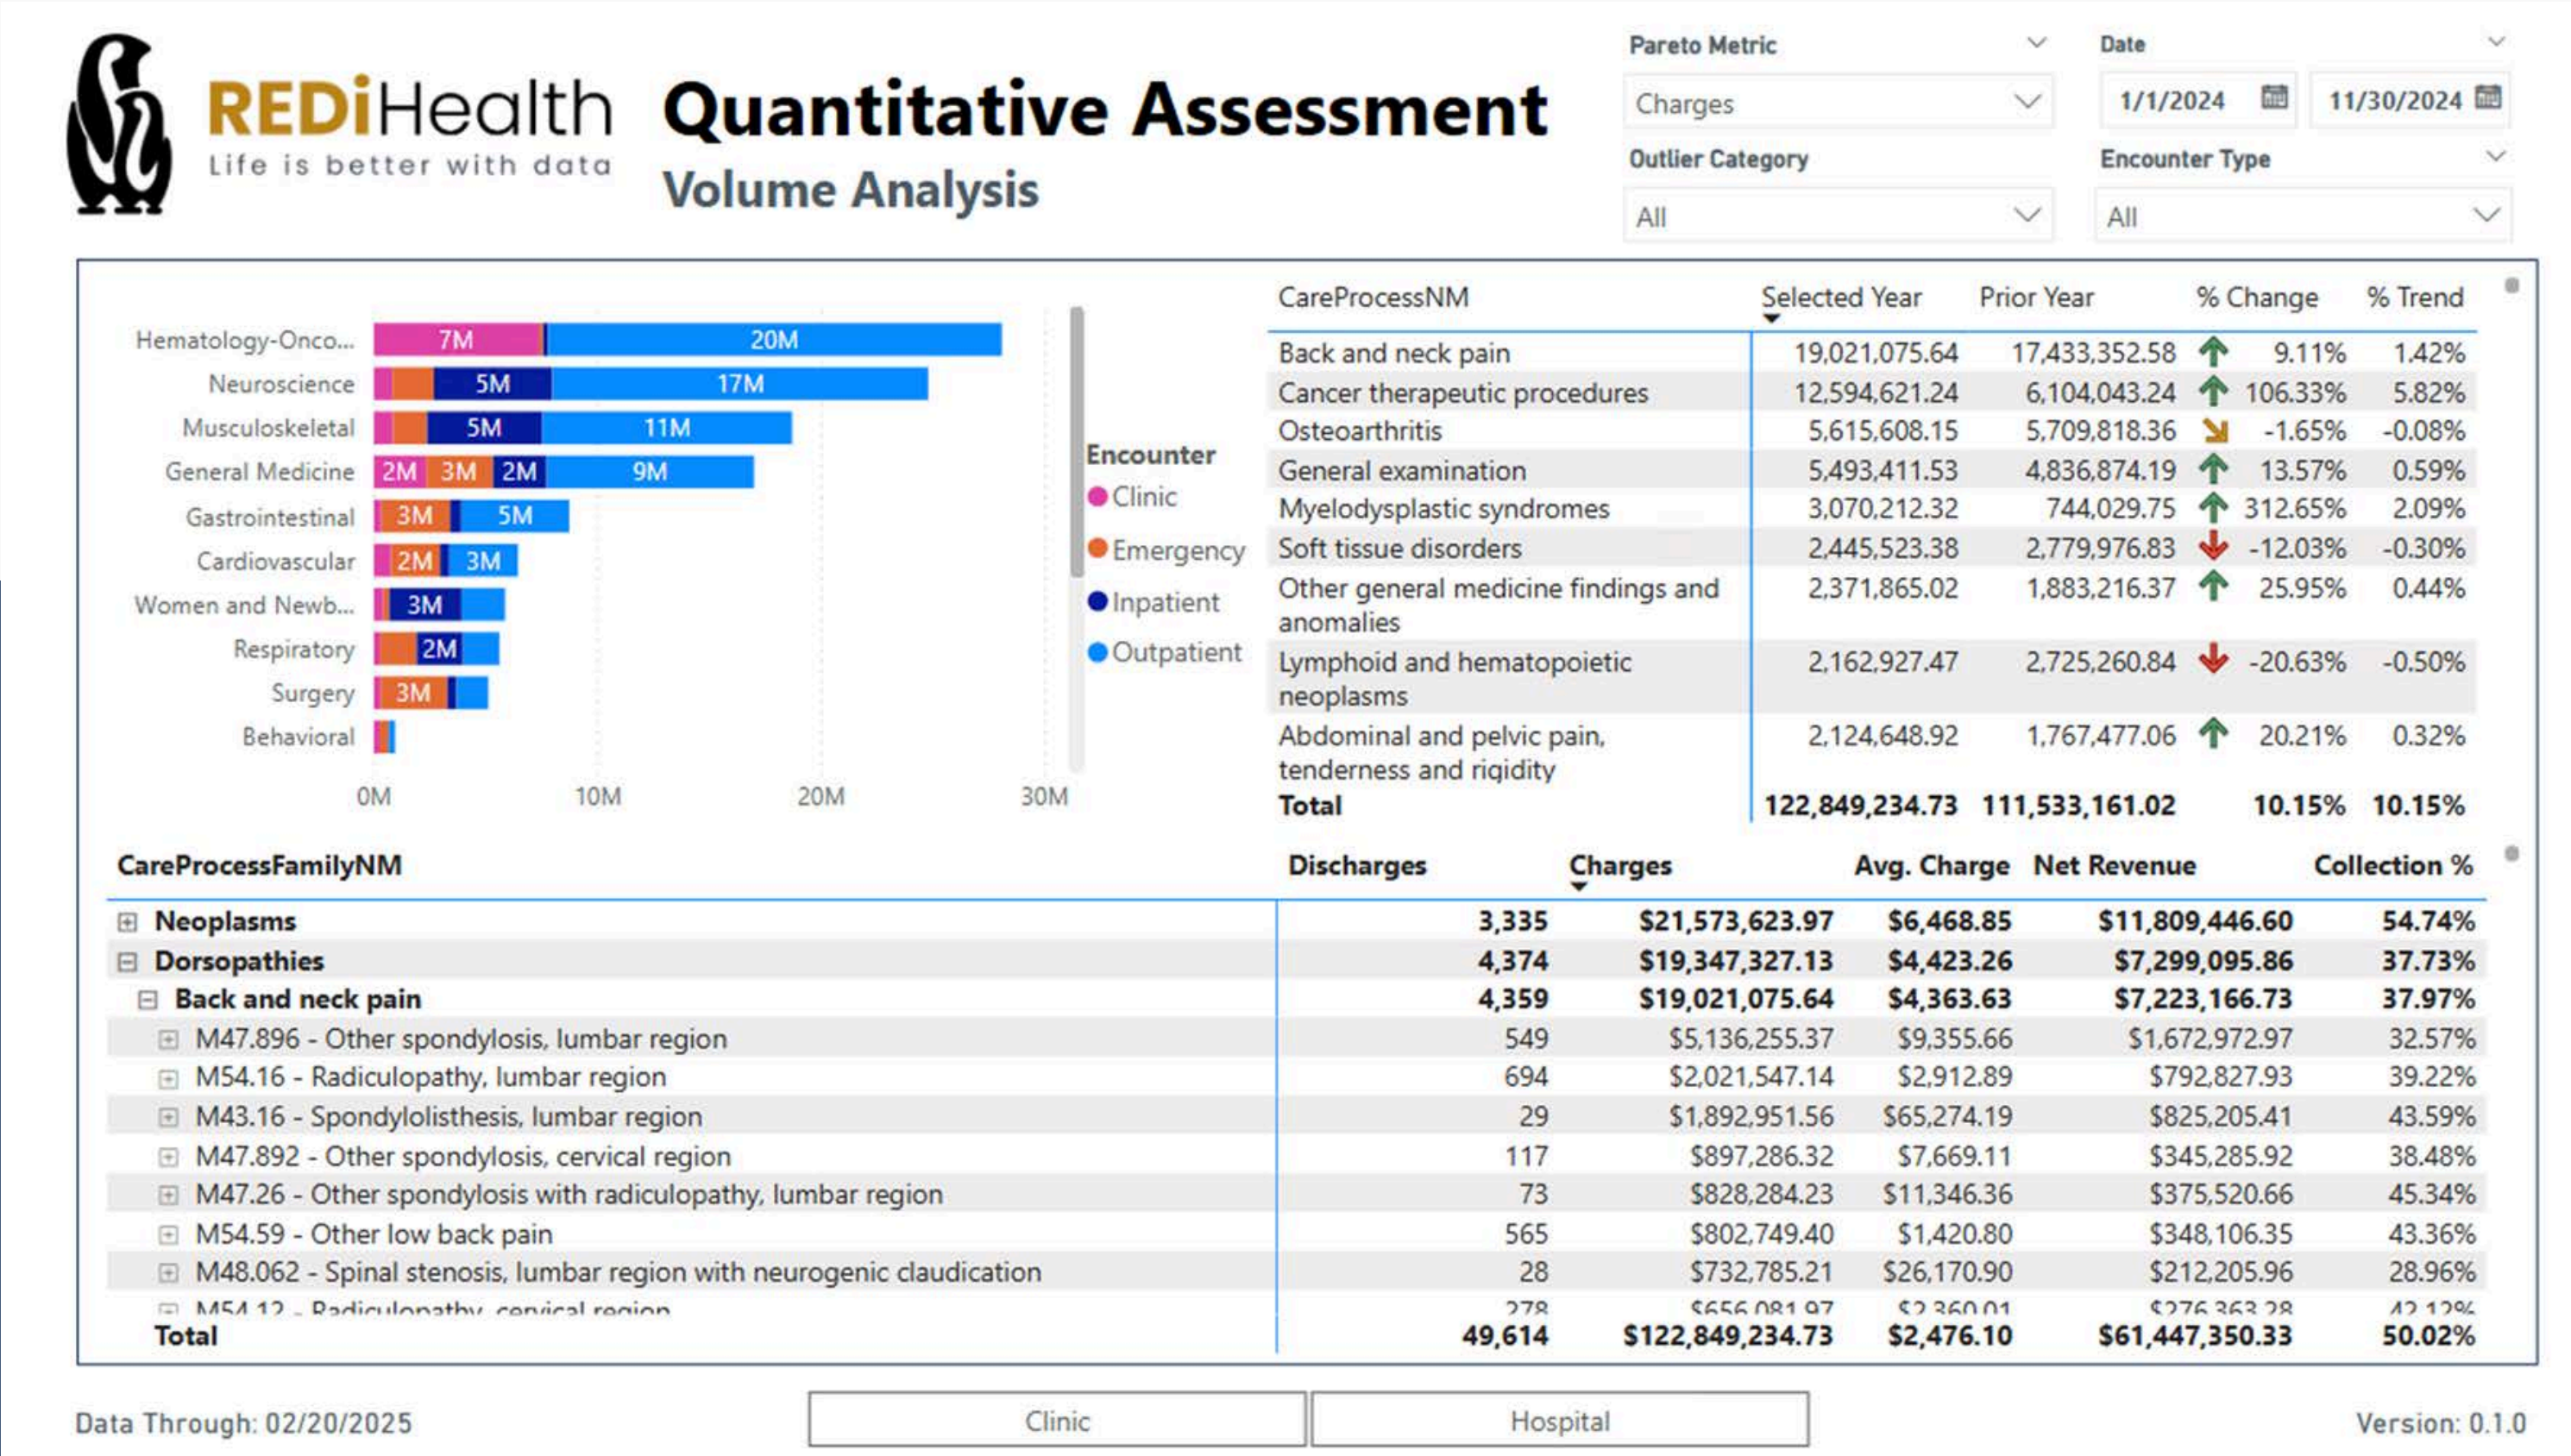 REDiHealth
Life is better with data
Quantitative Assessment
Volume Analysis
Pareto Metric
Charges
Date
1/1/2024 11/30/2024
Outlier Category
All
Encounter Type
All
Hematology-Onco... 7M 20M
Neuroscience 5M 17M
Musculoskeletal 5M 11M
General Medicine 2M 3M 2M 9M
Gastrointestinal 3M 5M
Cardiovascular 2M 3M
Women and Newb... 3M
Respiratory 2M
Surgery 3M
Behavioral
0M 10M 20M 30M
Encounter
Clinic
Emergency
Inpatient
Outpatient
CareProcessNM Selected Year Prior Year % Change % Trend
Back and neck pain 19,021,075.64 17,433,352.58 9.11% 1.42%
Cancer therapeutic procedures 12,594,621.24 6,104,043.24 106.33% 5.82%
Osteoarthritis 5,615,608.15 5,709,818.36 -1.65% -0.08%
General examination 5,493,411.53 4,836,874.19 13.57% 0.59%
Myelodysplastic syndromes 3,070,212.32 744,029.75 312.65% 2.09%
Soft tissue disorders 2,445,523.38 2,779,976.83 -12.03% -0.30%
Other general medicine findings and 2,371,865.02 1,883,216.37 25.95% 0.44%
anomalies
Lymphoid and hematopoietic 2,162,927.47 2,725,260.84 -20.63% -0.50%
neoplasms
Abdominal and pelvic pain, 2,124,648.92 1,767,477.06 20.21% 0.32%
tenderness and rigidity
Total 122,849,234.73 111,533,161.02 10.15% 10.15%
CareProcessFamilyNM Discharges Charges Avg. Charge Net Revenue Collection %
Neoplasms 3,335 $21,573,623.97 $6,468.85 $11,809,446.60 54.74%
Dorsopathies 4,374 $19,347,327.13 $4,423.26 $7,299,095.86 37.73%
Back and neck pain 4,359 $19,021,075.64 $4,363.63 $7,223,166.73 37.97%
M47.896 - Other spondylosis, lumbar region 549 $5,136,255.37 $9,355.66 $1,672,972.97 32.57%
M54.16 - Radiculopathy, lumbar region 694 $2,021,547.14 $2,912.89 $792,827.93 39.22%
M43.16 - Spondylolisthesis, lumbar region 29 $1,892,951.56 $65,274.19 $825,205.41 43.59%
M47.892 - Other spondylosis, cervical region 117 $897,286.32 $7,669.11 $345,285.92 38.48%
M47.26 - Other spondylosis with radiculopathy, lumbar region 73 $828,284.23 $11,346.36 $375,520.66 45.34%
M54.59 - Other low back pain 565 $802,749.40 $1,420.80 $348,106.35 43.36%
M48.062 - Spinal stenosis, lumbar region with neurogenic claudication 28 $732,785.21 $26,170.90 $212,205.96 28.96%
M54.12 - Radiculopathy, cervical region 278 $656,081.97 $2,360.01 $276,363.28 42.12%
Total 49,614 $122,849,234.73 $2,476.10 $61,447,350.33 50.02%
Data Through: 02/20/2025
Clinic
Hospital
Version: 0.1.0